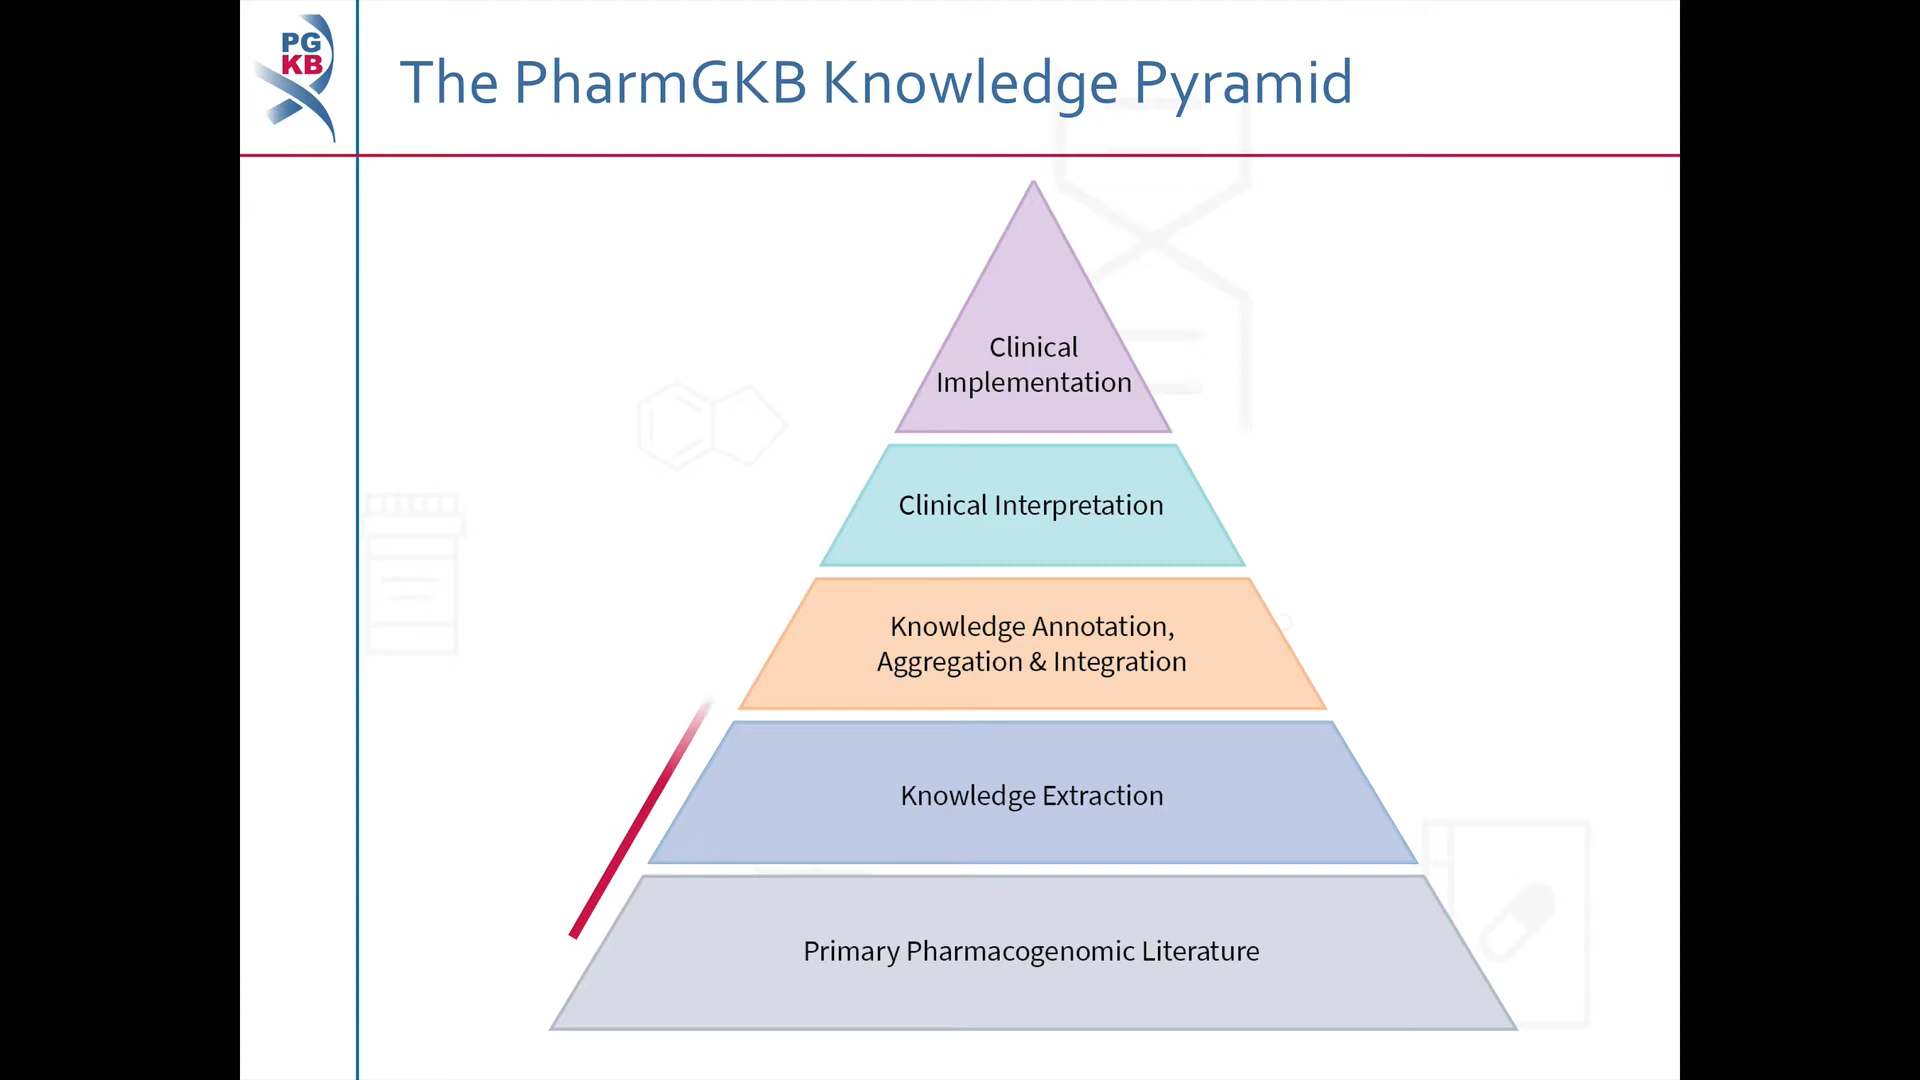 PG
KB
The PharmGKB Knowledge Pyramid
Clinical
Implementation
Clinical Interpretation
Knowledge Annotation,
Aggregation & Integration
Knowledge Extraction
Primary Pharmacogenomic Literature